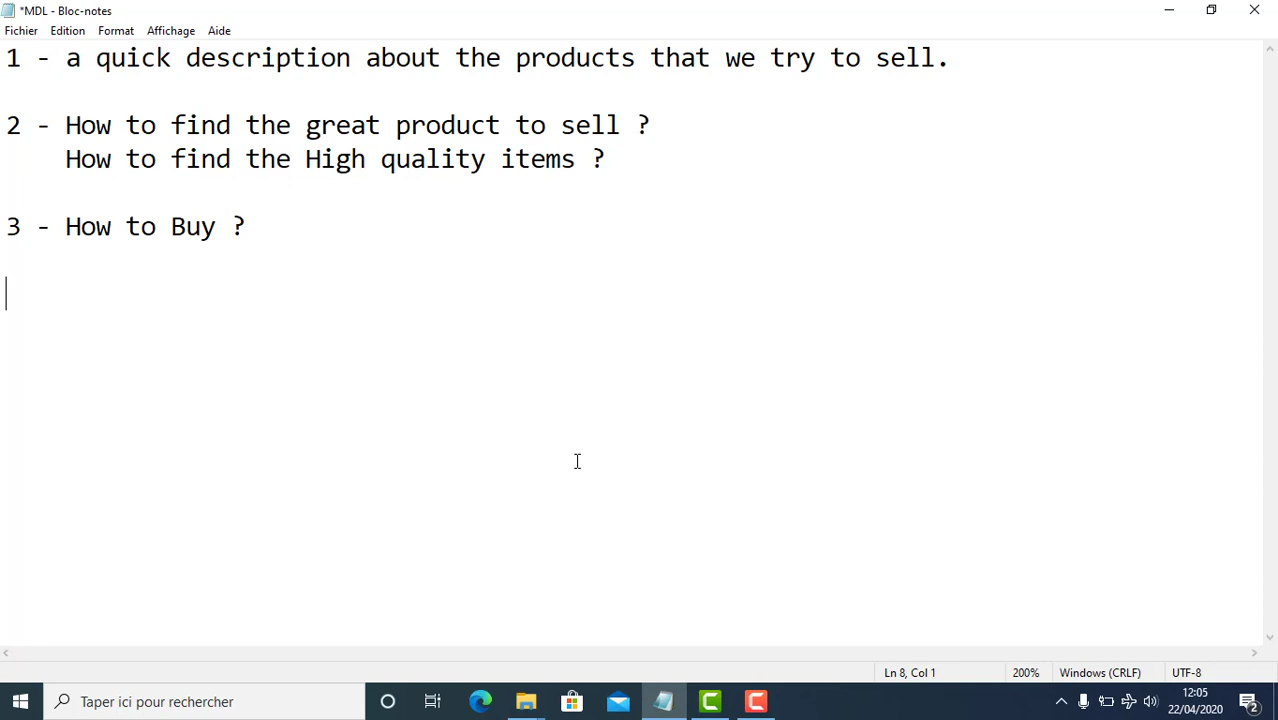 *MDL - Bloc-notes
Fichier Edition Format Affichage Aide
1 - a quick description about the products that we try to sell.
2 - How to find the great product to sell ?
How to find the High quality items ?
3 - How to Buy ?
Ln 8, Col 1 200% Windows (CRLF) UTF-8
Taper ici pour rechercher
12:05
22/04/2020
2